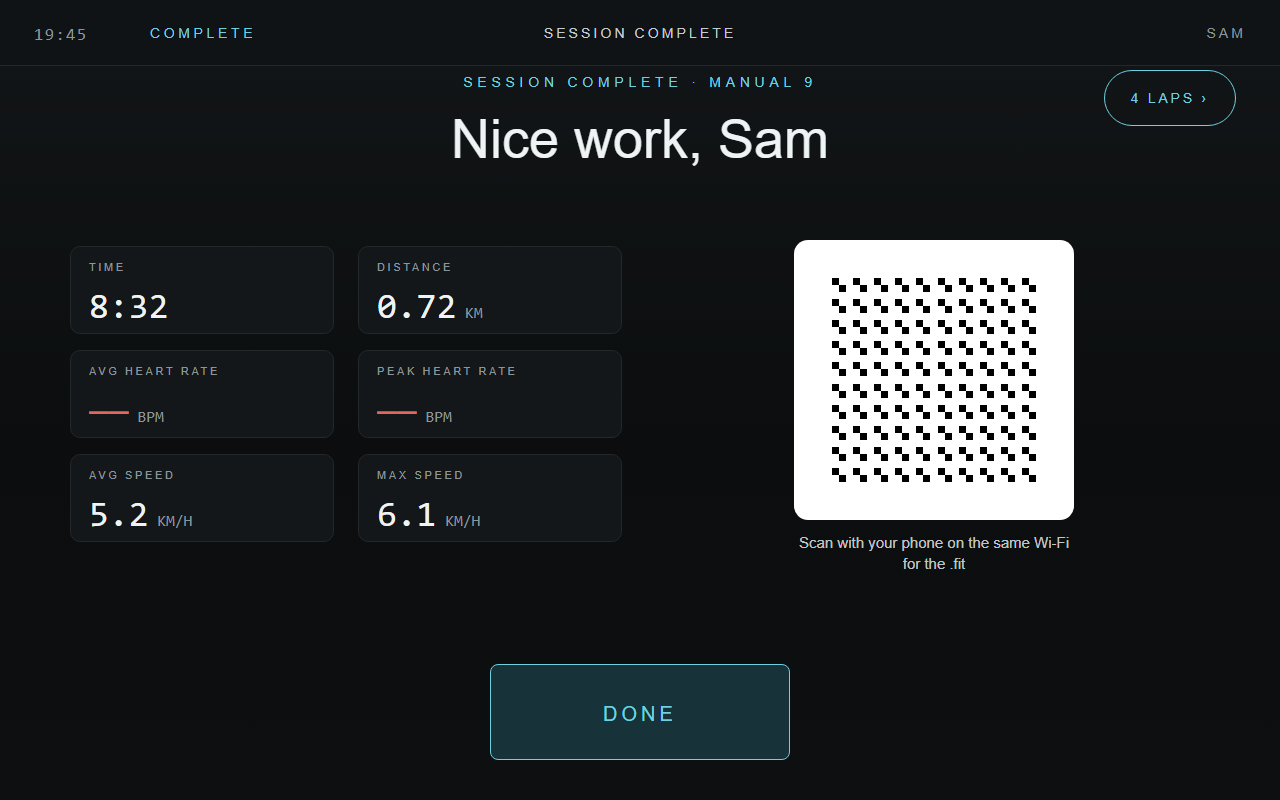 19:45
COMPLETE
SESSION COMPLETE
SAM
SESSION COMPLETE · MANUAL 9
4 LAPS ›
Nice work, Sam
TIME
8:32
DISTANCE
0.72 KM
AVG HEART RATE
— BPM
PEAK HEART RATE
— BPM
AVG SPEED
5.2 KM/H
MAX SPEED
6.1 KM/H
Scan with your phone on the same Wi-Fi
for the .fit
DONE